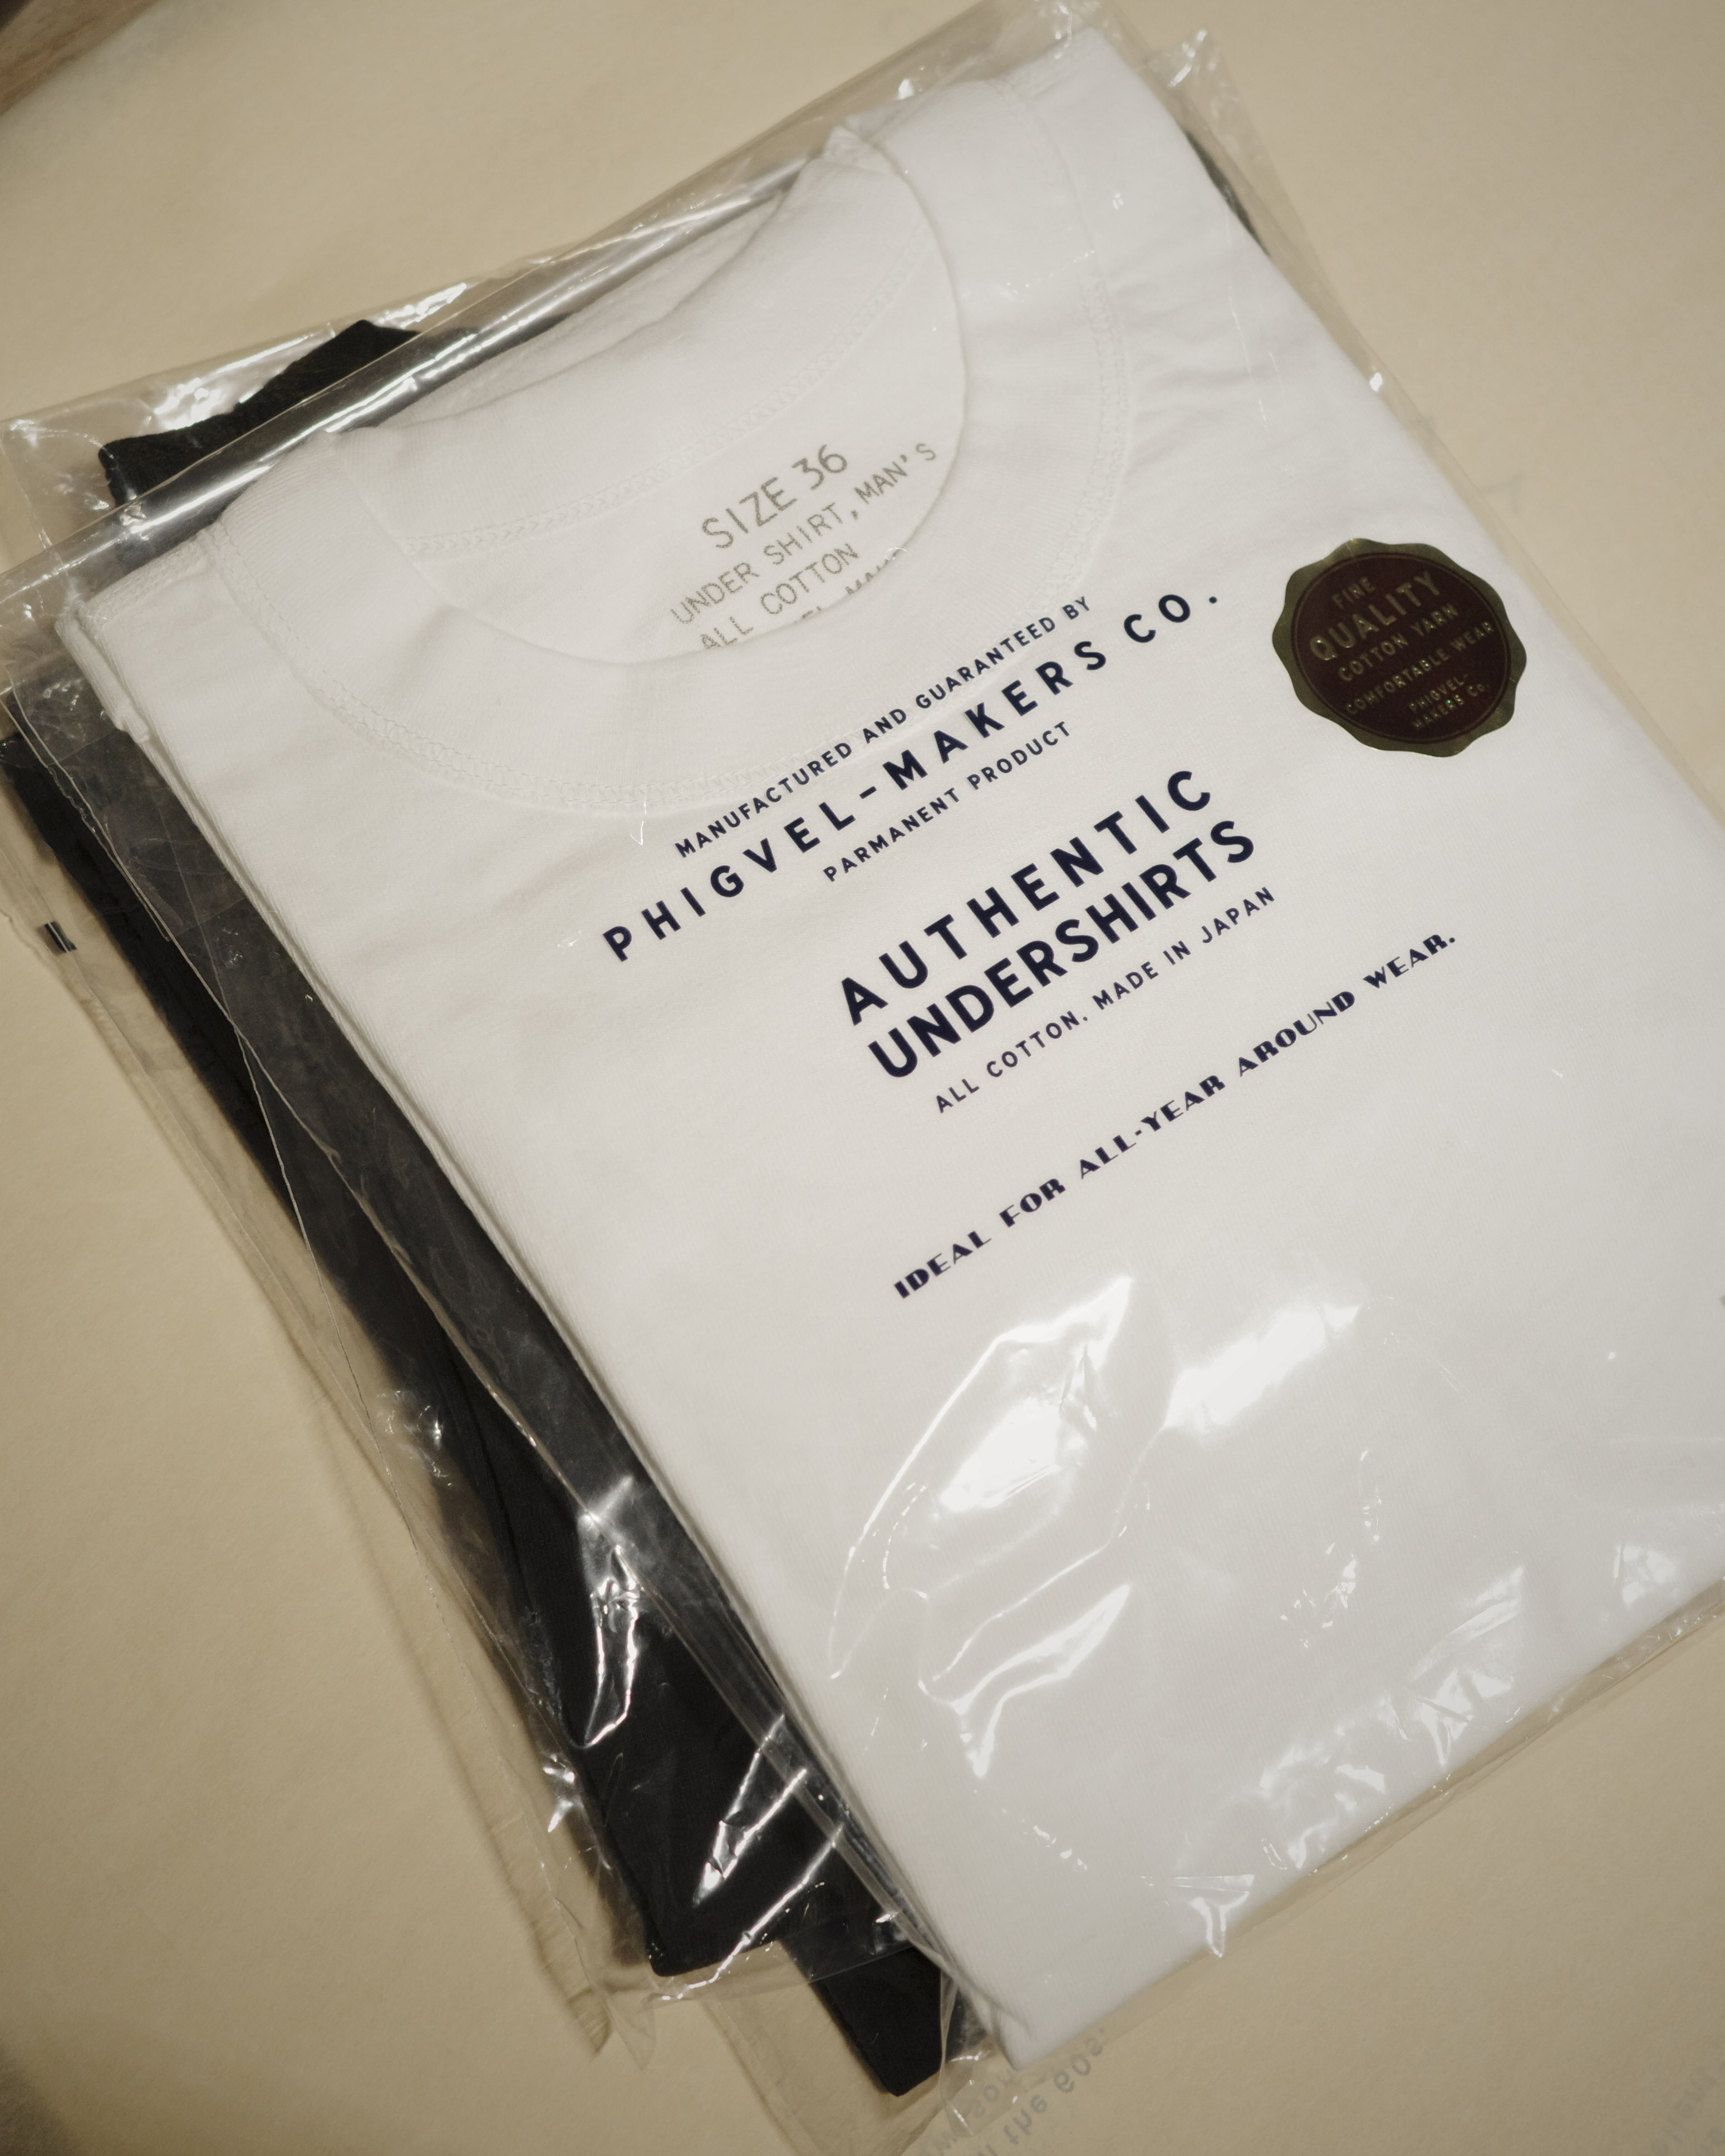 SIZE 36
UNDER SHIRT, MAN'S
ALL COTTON
MANUFACTURED AND GUARANTEED BY
PHIGVEL-MAKERS CO.
PARMANENT PRODUCT
AUTHENTIC
UNDERSHIRTS
ALL COTTON. MADE IN JAPAN
IDEAL FOR ALL-YEAR AROUND WEAR.
FINE
QUALITY
COTTON YARN
COMFORTABLE WEAR
PHIGVEL-
MAKERS Co.
the 60s.